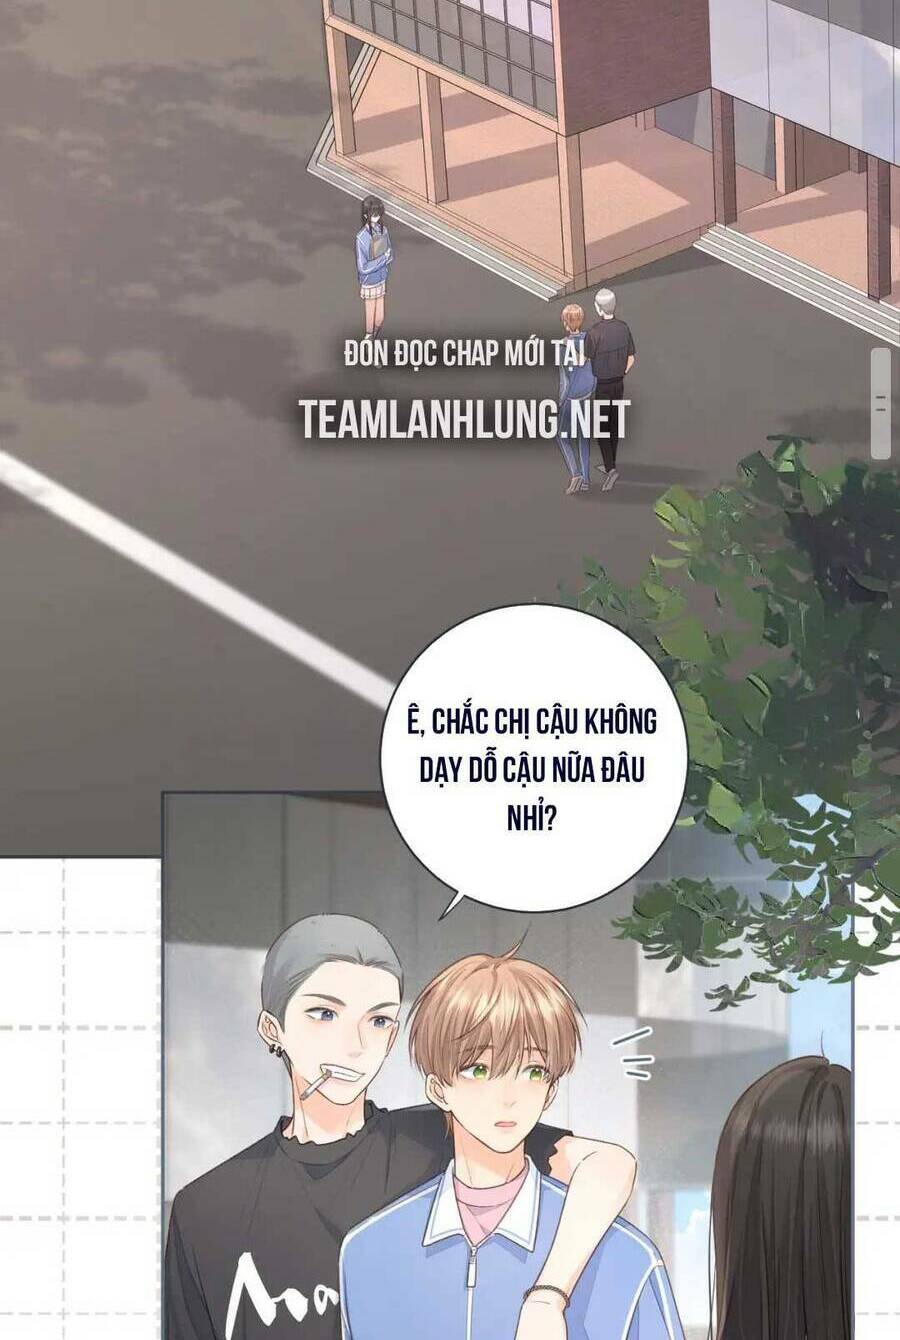 ĐÓN ĐỌC CHAP MỚI TẠI
TEAMLANHLUNG.NET
Ê, CHẮC CHỊ CẬU KHÔNG
DẠY DỖ CẬU NỮA ĐÂU
NHỈ?